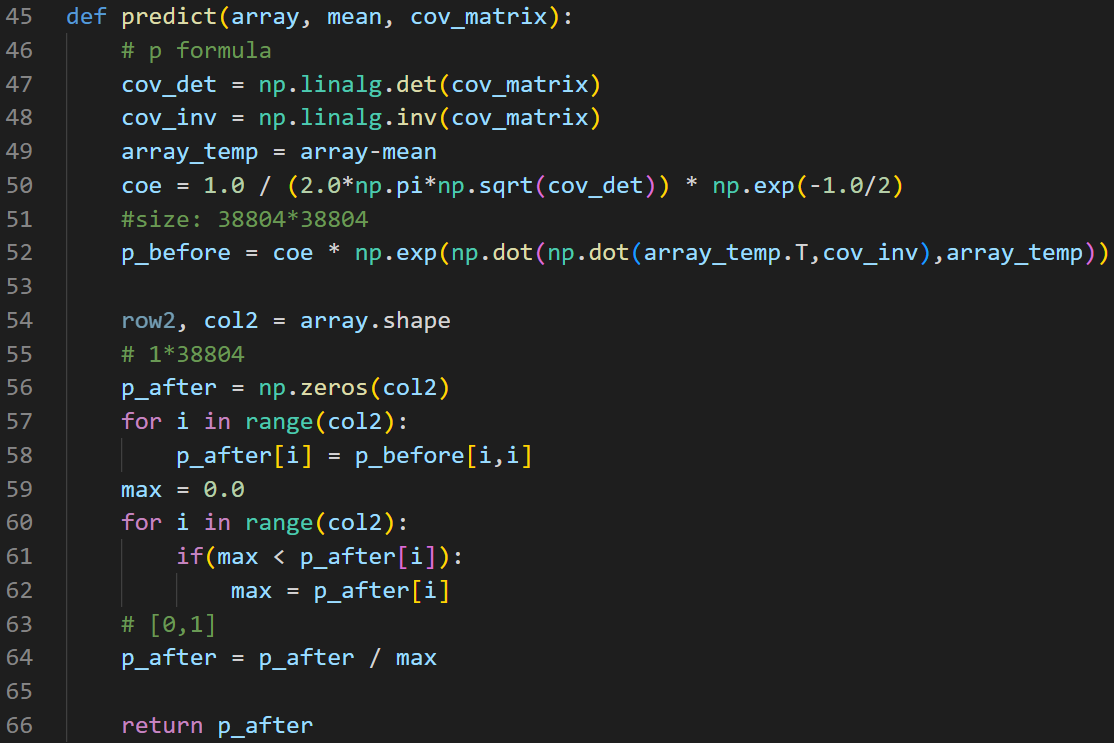 45 def predict(array, mean, cov_matrix):
46     # p formula
47     cov_det = np.linalg.det(cov_matrix)
48     cov_inv = np.linalg.inv(cov_matrix)
49     array_temp = array-mean
50     coe = 1.0 / (2.0*np.pi*np.sqrt(cov_det)) * np.exp(-1.0/2)
51     #size: 38804*38804
52     p_before = coe * np.exp(np.dot(np.dot(array_temp.T,cov_inv),array_temp))
53
54     row2, col2 = array.shape
55     # 1*38804
56     p_after = np.zeros(col2)
57     for i in range(col2):
58         p_after[i] = p_before[i,i]
59     max = 0.0
60     for i in range(col2):
61         if(max < p_after[i]):
62             max = p_after[i]
63     # [0,1]
64     p_after = p_after / max
65
66     return p_after